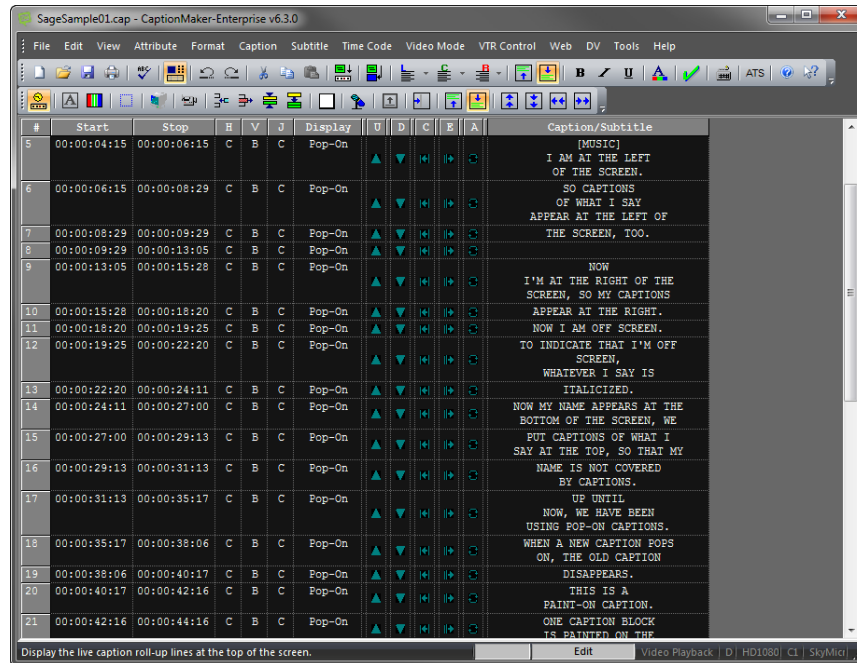 SageSample01.cap - CaptionMaker-Enterprise v6.3.0
File Edit View Attribute Format Caption Subtitle Time Code Video Mode VTR Control Web DV Tools Help
B I U A ATS
A
# Start Stop H V J Display U D C E A Caption/Subtitle
5 00:00:04:15 00:00:06:15 C B C Pop-On [MUSIC]
I AM AT THE LEFT
OF THE SCREEN.
6 00:00:06:15 00:00:08:29 C B C Pop-On SO CAPTIONS
OF WHAT I SAY
APPEAR AT THE LEFT OF
7 00:00:08:29 00:00:09:29 C B C Pop-On THE SCREEN, TOO.
8 00:00:09:29 00:00:13:05 C B C Pop-On
9 00:00:13:05 00:00:15:28 C B C Pop-On NOW
I'M AT THE RIGHT OF THE
SCREEN, SO MY CAPTIONS
10 00:00:15:28 00:00:18:20 C B C Pop-On APPEAR AT THE RIGHT.
11 00:00:18:20 00:00:19:25 C B C Pop-On NOW I AM OFF SCREEN.
12 00:00:19:25 00:00:22:20 C B C Pop-On TO INDICATE THAT I'M OFF
SCREEN,
WHATEVER I SAY IS
13 00:00:22:20 00:00:24:11 C B C Pop-On ITALICIZED.
14 00:00:24:11 00:00:27:00 C B C Pop-On NOW MY NAME APPEARS AT THE
BOTTOM OF THE SCREEN, WE
15 00:00:27:00 00:00:29:13 C B C Pop-On PUT CAPTIONS OF WHAT I
SAY AT THE TOP, SO THAT MY
16 00:00:29:13 00:00:31:13 C B C Pop-On NAME IS NOT COVERED
BY CAPTIONS.
17 00:00:31:13 00:00:35:17 C B C Pop-On UP UNTIL
NOW, WE HAVE BEEN
USING POP-ON CAPTIONS.
18 00:00:35:17 00:00:38:06 C B C Pop-On WHEN A NEW CAPTION POPS
ON, THE OLD CAPTION
19 00:00:38:06 00:00:40:17 C B C Pop-On DISAPPEARS.
20 00:00:40:17 00:00:42:16 C B C Pop-On THIS IS A
PAINT-ON CAPTION.
21 00:00:42:16 00:00:44:16 C B C Pop-On ONE CAPTION BLOCK
IS PAINTED ON THE
Display the live caption roll-up lines at the top of the screen. Edit Video Playback D HD1080 C1 SkyMicr